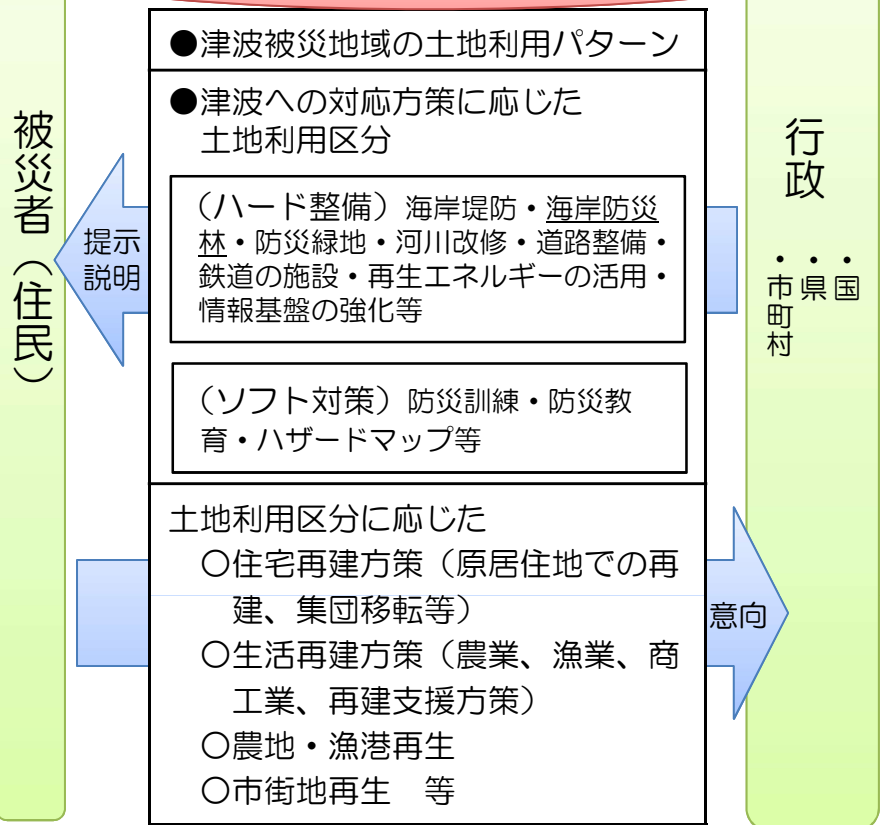 ●津波被災地域の土地利用パターン
●津波への対応方策に応じた
土地利用区分
（ハード整備）海岸堤防・海岸防災
林・防災緑地・河川改修・道路整備・
鉄道の施設・再生エネルギーの活用・
情報基盤の強化等
（ソフト対策）防災訓練・防災教
育・ハザードマップ等
土地利用区分に応じた
○住宅再建方策（原居住地での再
建、集団移転等）
○生活再建方策（農業、漁業、商
工業、再建支援方策）
○農地・漁港再生
○市街地再生　等
被災者（住民）
提示
説明
意向
行政
・国
・県
・市町村